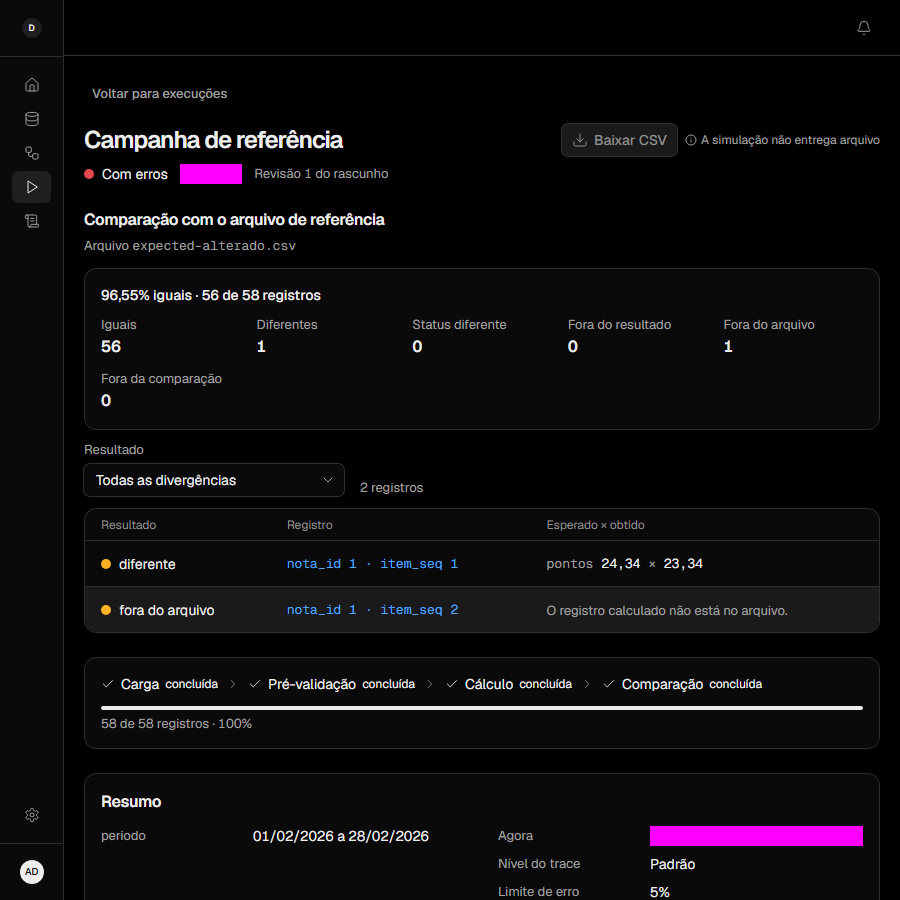 D
Voltar para execuções
Campanha de referência
Baixar CSV
A simulação não entrega arquivo
Com erros
Revisão 1 do rascunho
Comparação com o arquivo de referência
Arquivo expected-alterado.csv
96,55% iguais · 56 de 58 registros
Iguais Diferentes Status diferente Fora do resultado Fora do arquivo
56 1 0 0 1
Fora da comparação
0
Resultado
Todas as divergências
2 registros
Resultado Registro Esperado × obtido
diferente nota_id 1 · item_seq 1 pontos 24,34 × 23,34
fora do arquivo nota_id 1 · item_seq 2 O registro calculado não está no arquivo.
Carga concluída Pré-validação concluída Cálculo concluída Comparação concluída
58 de 58 registros · 100%
Resumo
periodo 01/02/2026 a 28/02/2026 Agora
Nível do trace Padrão
Limite de erro 5%
AD